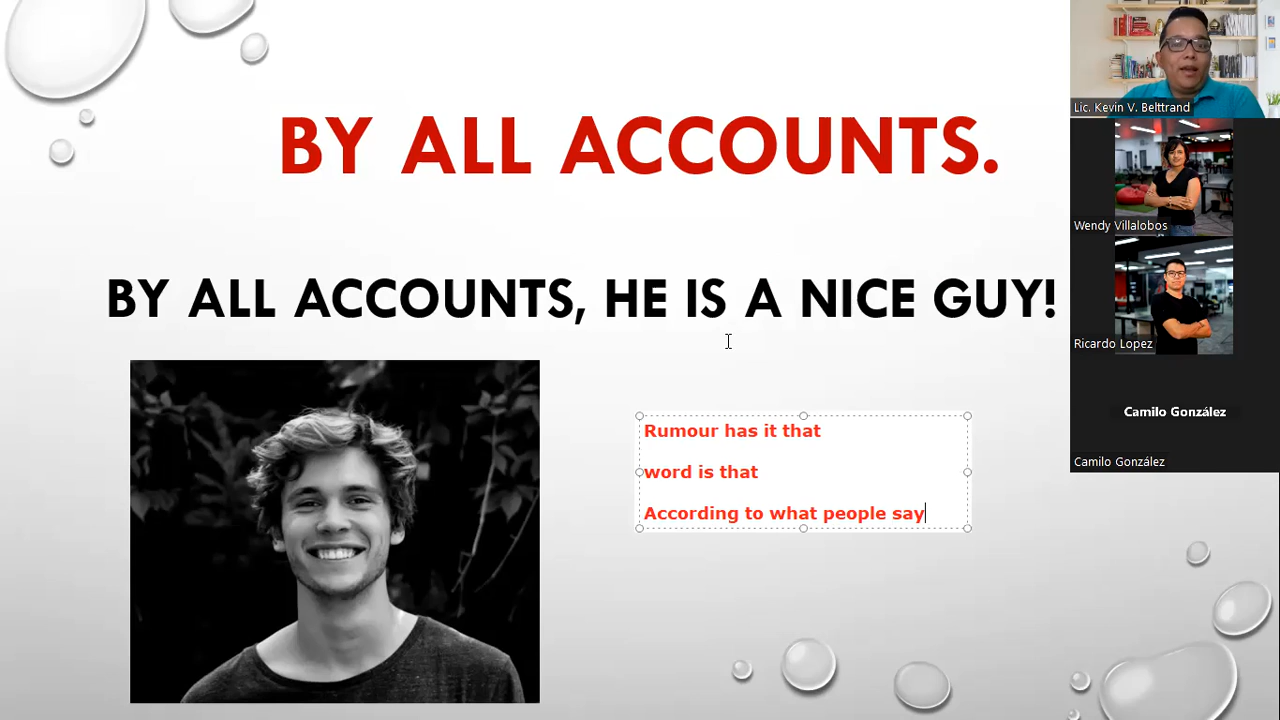 BY ALL ACCOUNTS.
BY ALL ACCOUNTS, HE IS A NICE GUY!
Rumour has it that
word is that
According to what people say
Lic. Kevin V. Belttrand
Wendy Villalobos
Ricardo Lopez
Camilo González
Camilo González